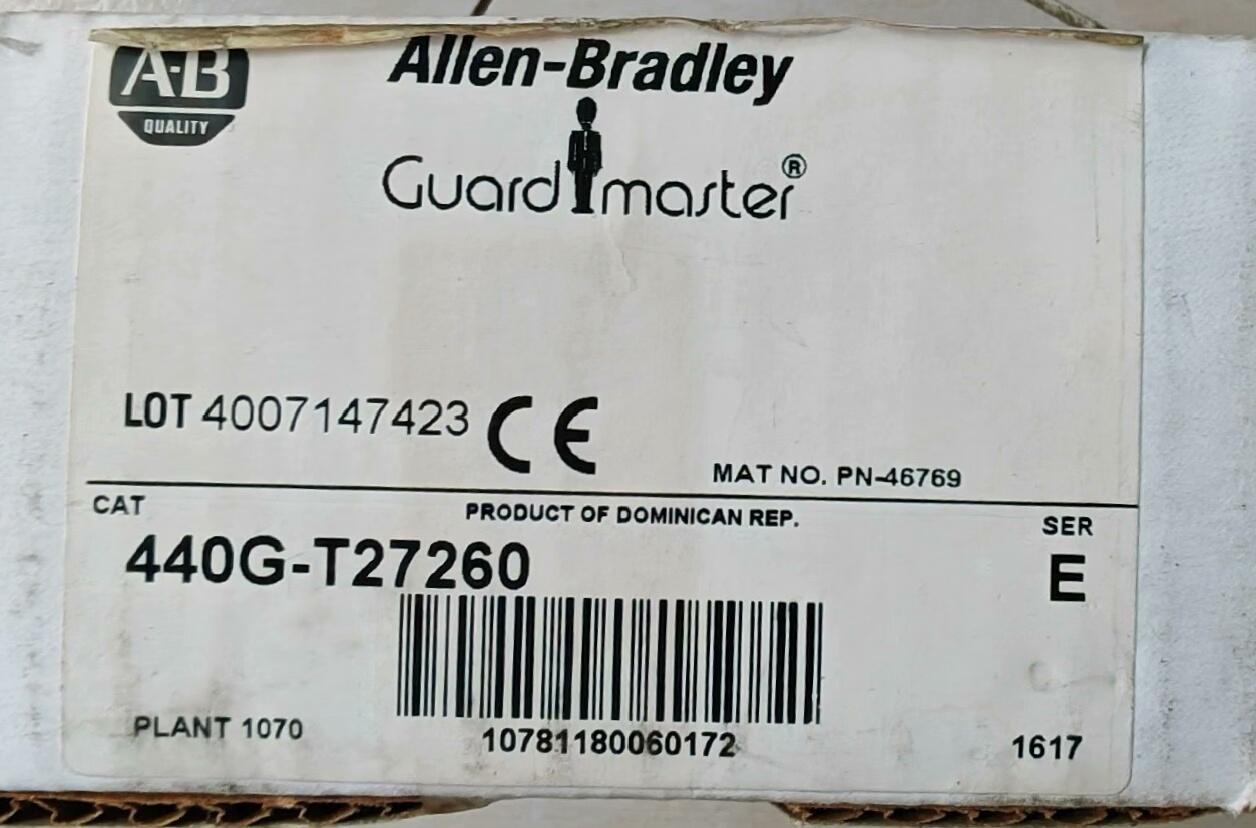 A-B
QUALITY
Allen-Bradley
Guardmaster®
LOT 4007147423 CE
MAT NO. PN-46769
CAT
PRODUCT OF DOMINICAN REP.
SER
440G-T27260
E
PLANT 1070
10781180060172
1617